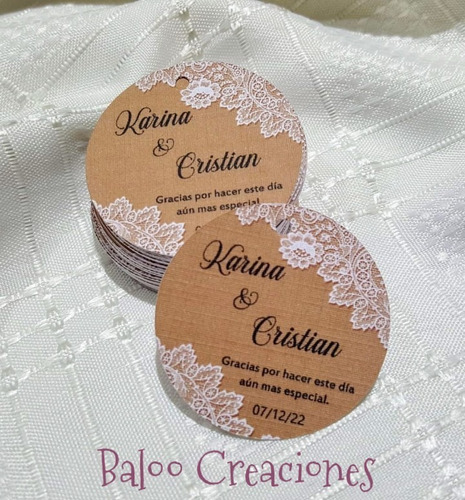 Karina
&
Cristian
Gracias por hacer este día
aún mas especial.
Karina
&
Cristian
Gracias por hacer este día
aún mas especial.
07/12/22
Baloo Creaciones